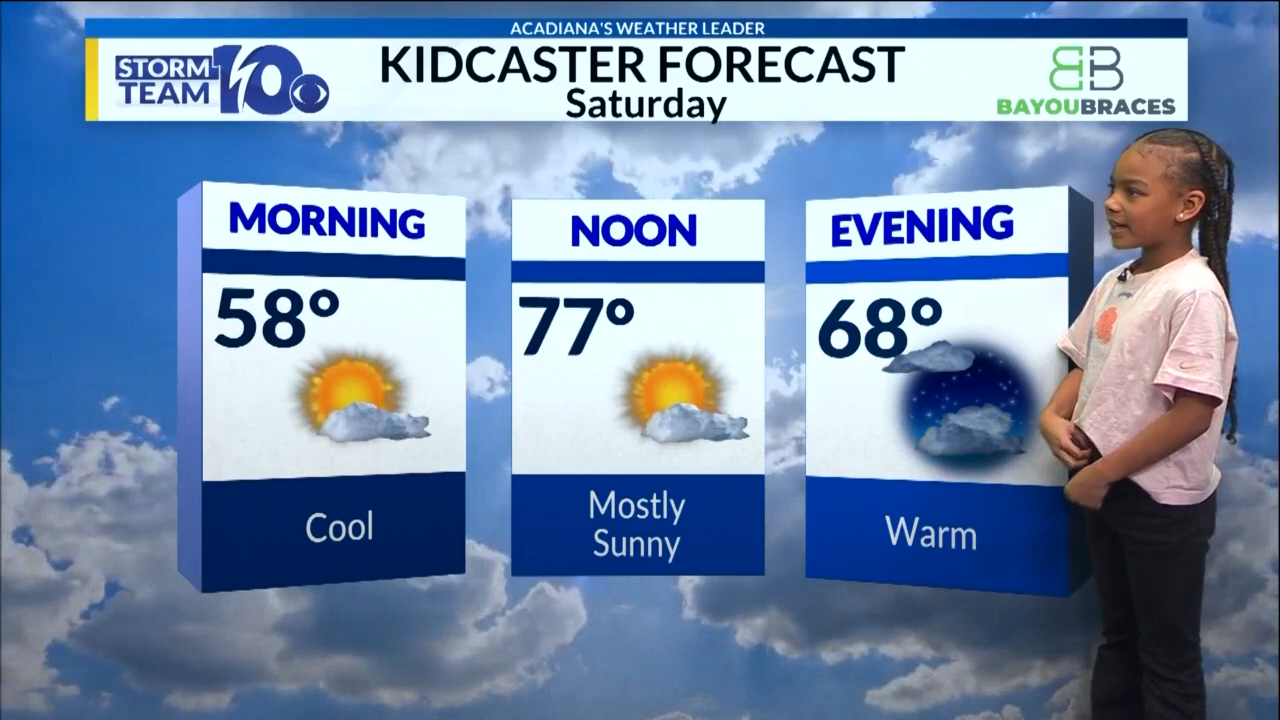 ACADIANA'S WEATHER LEADER
STORM
TEAM
10
KIDCASTER FORECAST
Saturday
BB
BAYOUBRACES
MORNING
58°
Cool
NOON
77°
Mostly
Sunny
EVENING
68°
Warm